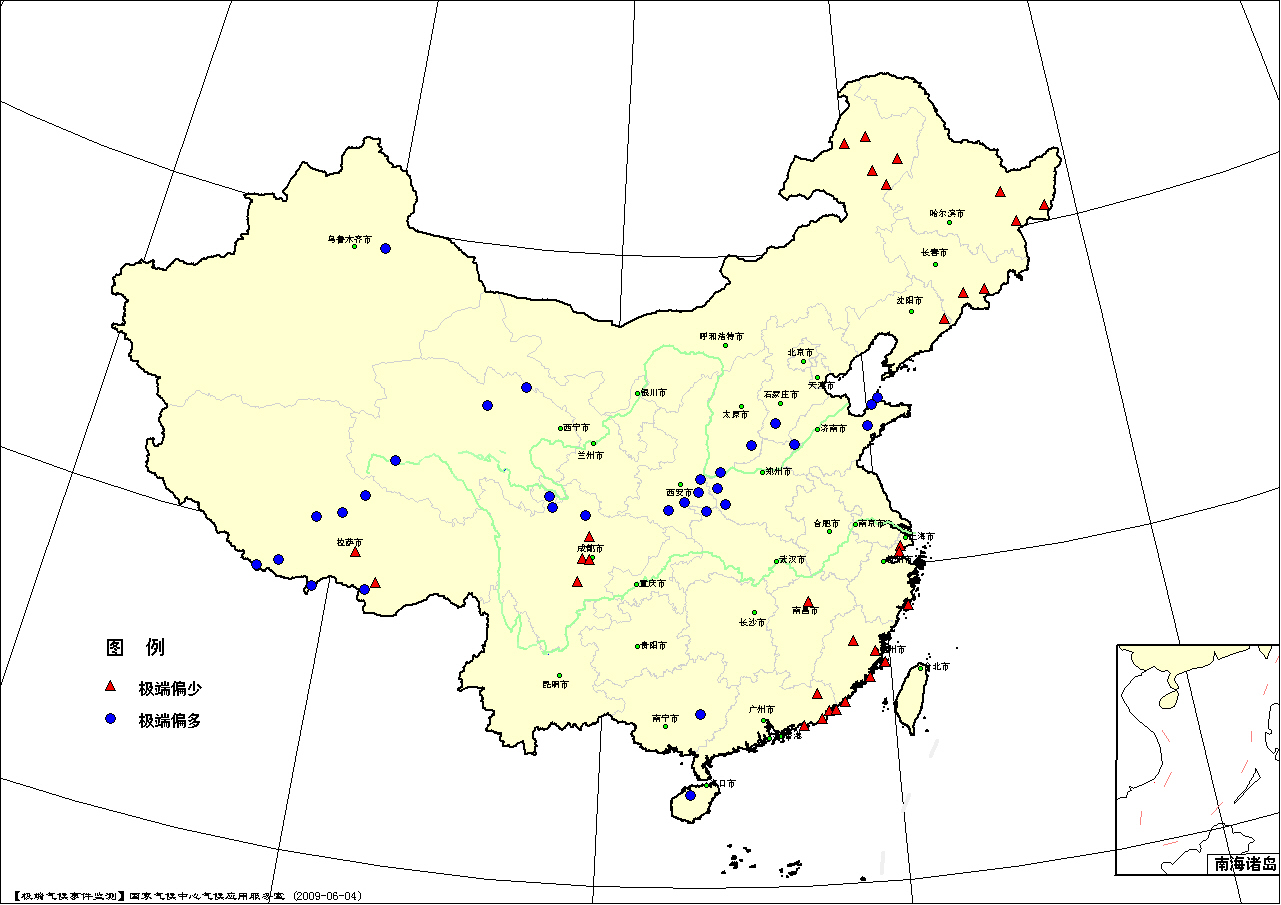 哈尔滨市
乌鲁木齐市
长春市
沈阳市
呼和浩特市
北京市
天津市
银川市
石家庄市
太原市
西宁市
济南市
兰州市
郑州市
西安市
合肥市
南京市
上海市
拉萨市
成都市
武汉市
重庆市
南昌市
长沙市
贵阳市
州市
台北市
昆明市
广州市
南宁市
口市
图 例
极端偏少
极端偏多
南海诸岛
【极端气候事件监测】国家气候中心气候应用服务室 (2009-06-04)